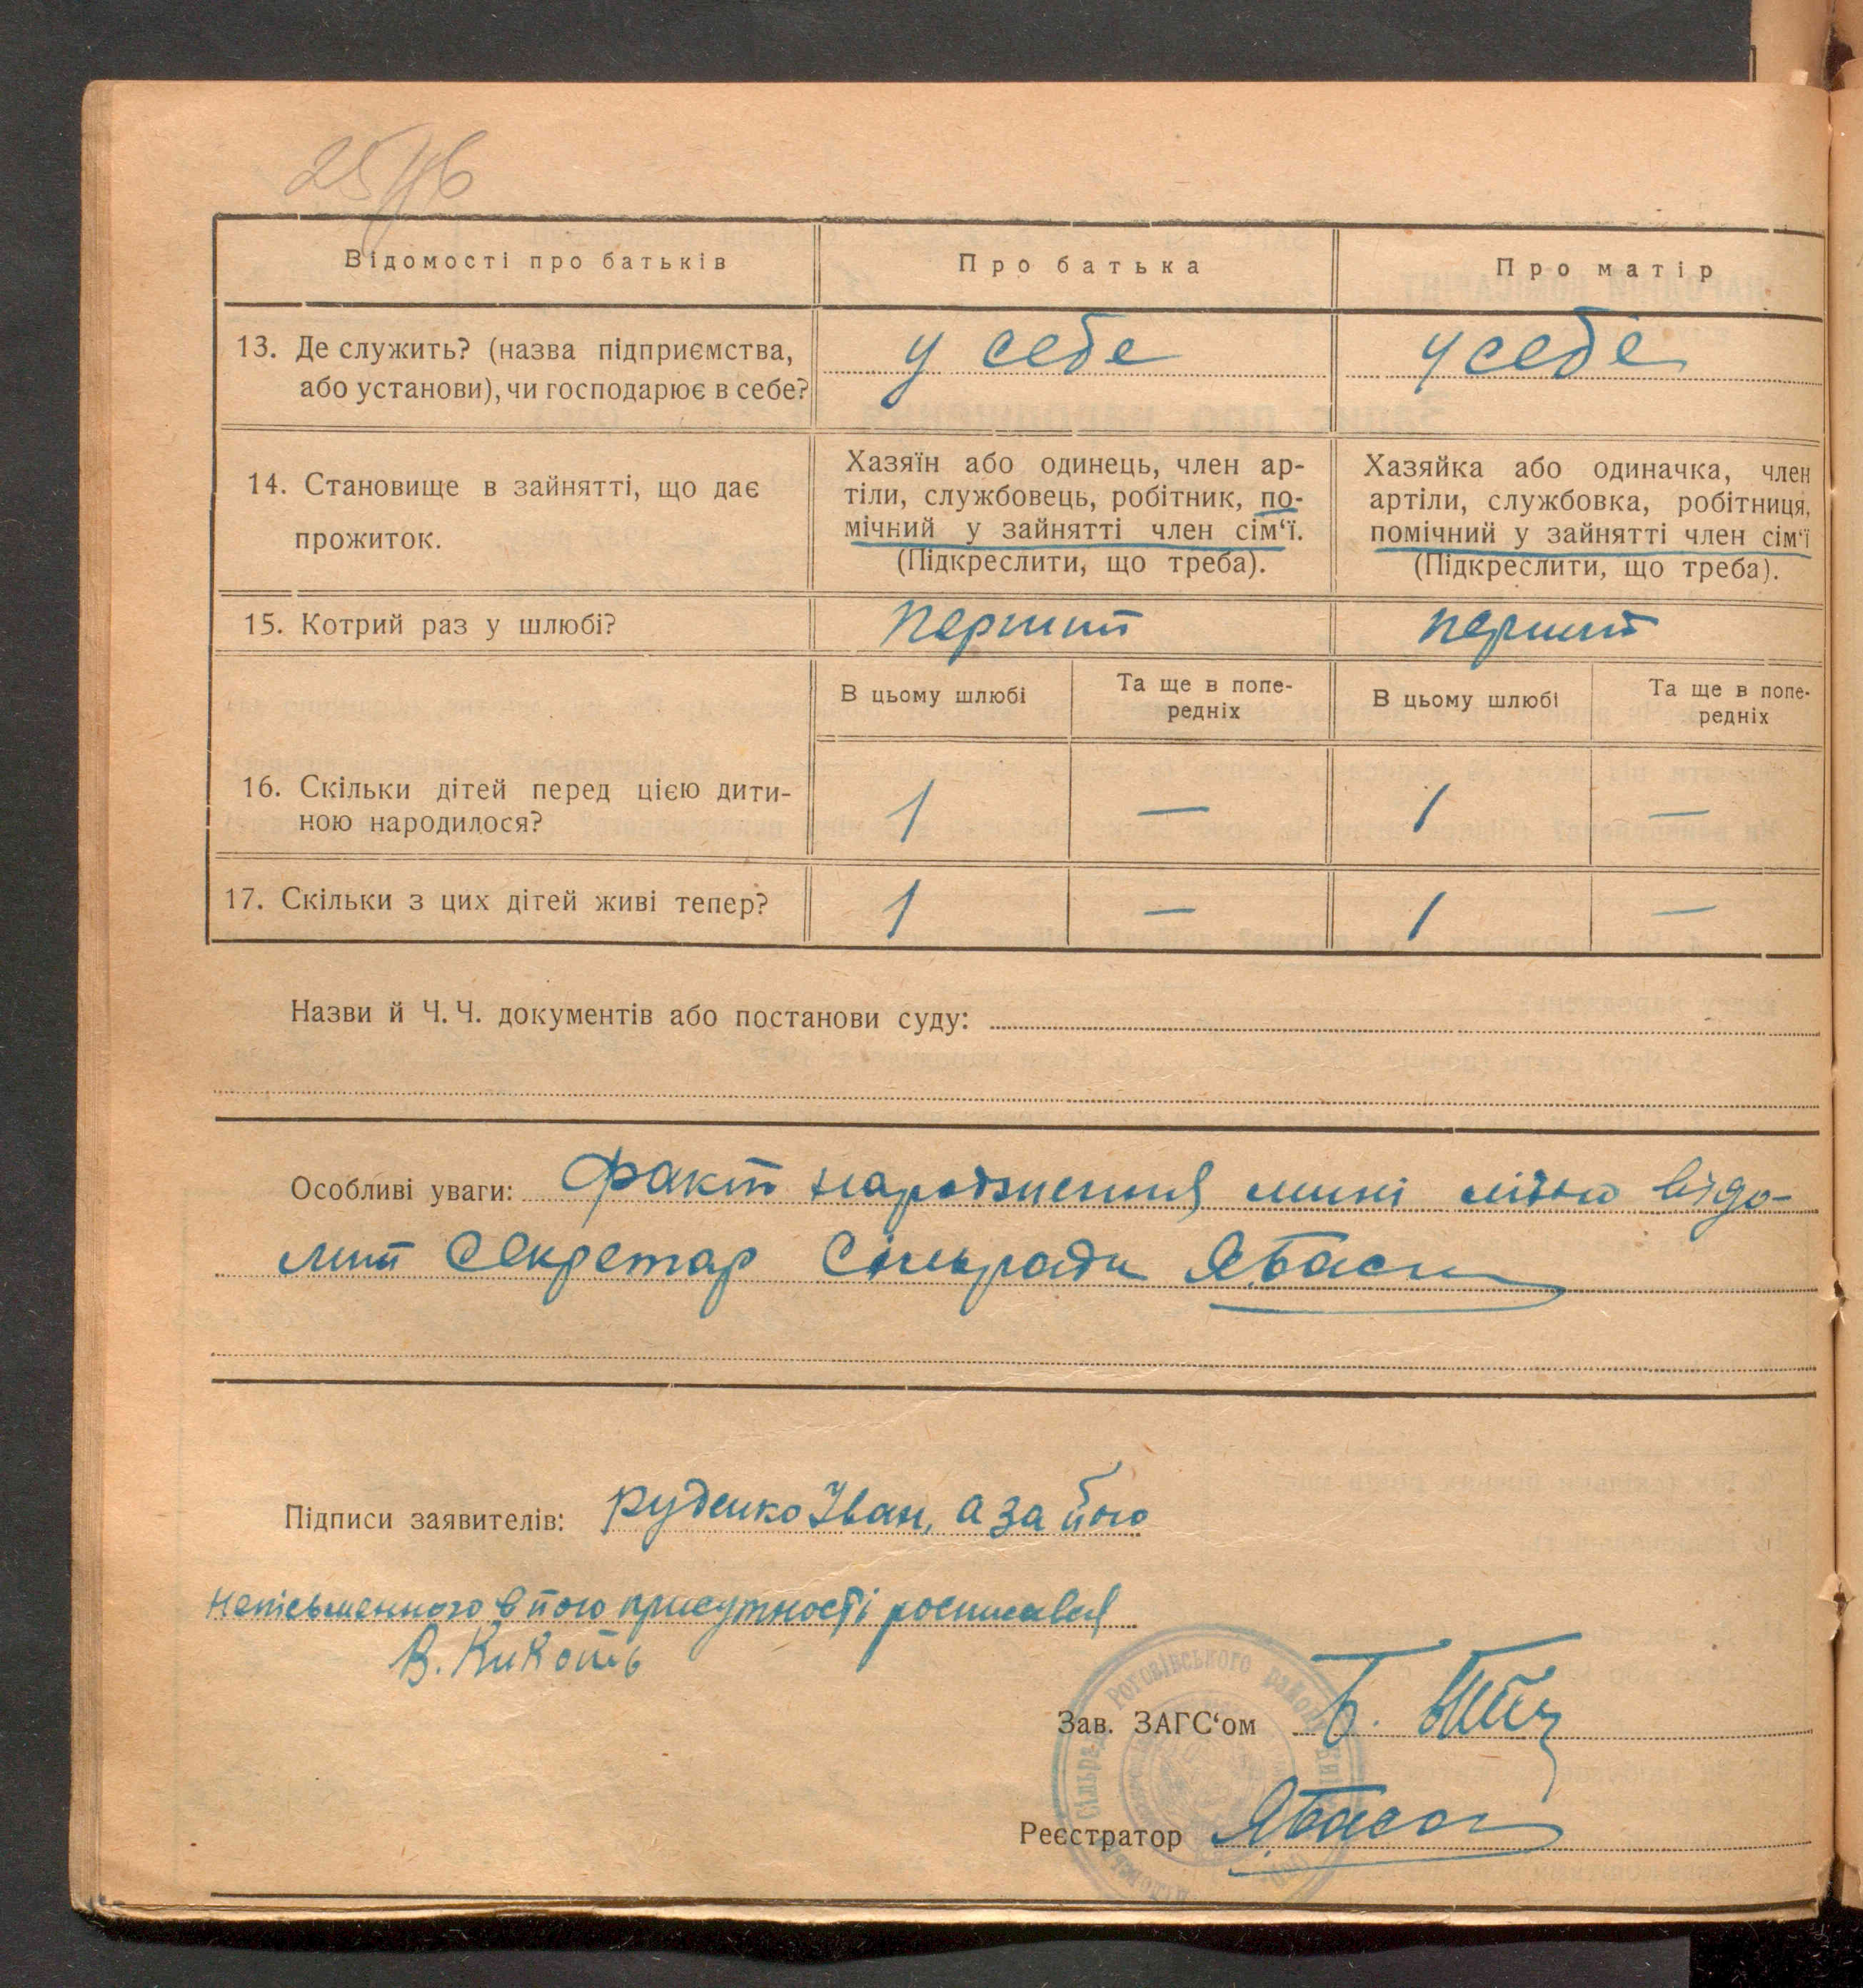 25
Відомості про батьків
Про батька
Про матір
13. Де служить? (назва підприємства,
або установи), чи господарює в себе?
у себе
у себе
14. Становище в зайнятті, що дає
прожиток.
Хазяїн або одинець, член ар-
тіли, службовець, робітник, по-
мічний у зайнятті член сім‘ї.
(Підкреслити, що треба).
Хазяйка або одиначка, член
артіли, службовка, робітниця,
помічний у зайнятті член сім‘ї
(Підкреслити, що треба).
15. Котрий раз у шлюбі?
перший
перший
В цьому шлюбі
Та ще в попе-
редніх
В цьому шлюбі
Та ще в попе-
редніх
16. Скільки дітей перед цією дити-
ною народилося?
1 — 1 —
17. Скільки з цих дітей живі тепер?
1 — 1 —
Назви й Ч. Ч. документів або постанови суду:
Особливі уваги: Факт народження мині відо-
мий Секретар Сільради
Підписи заявителів: Руденко Іван, а за його
неписьменного в його присутності росписався
В. Кикоть
Зав. ЗАГС‘ом Б.
Реєстратор
Сільрад Роговівського район